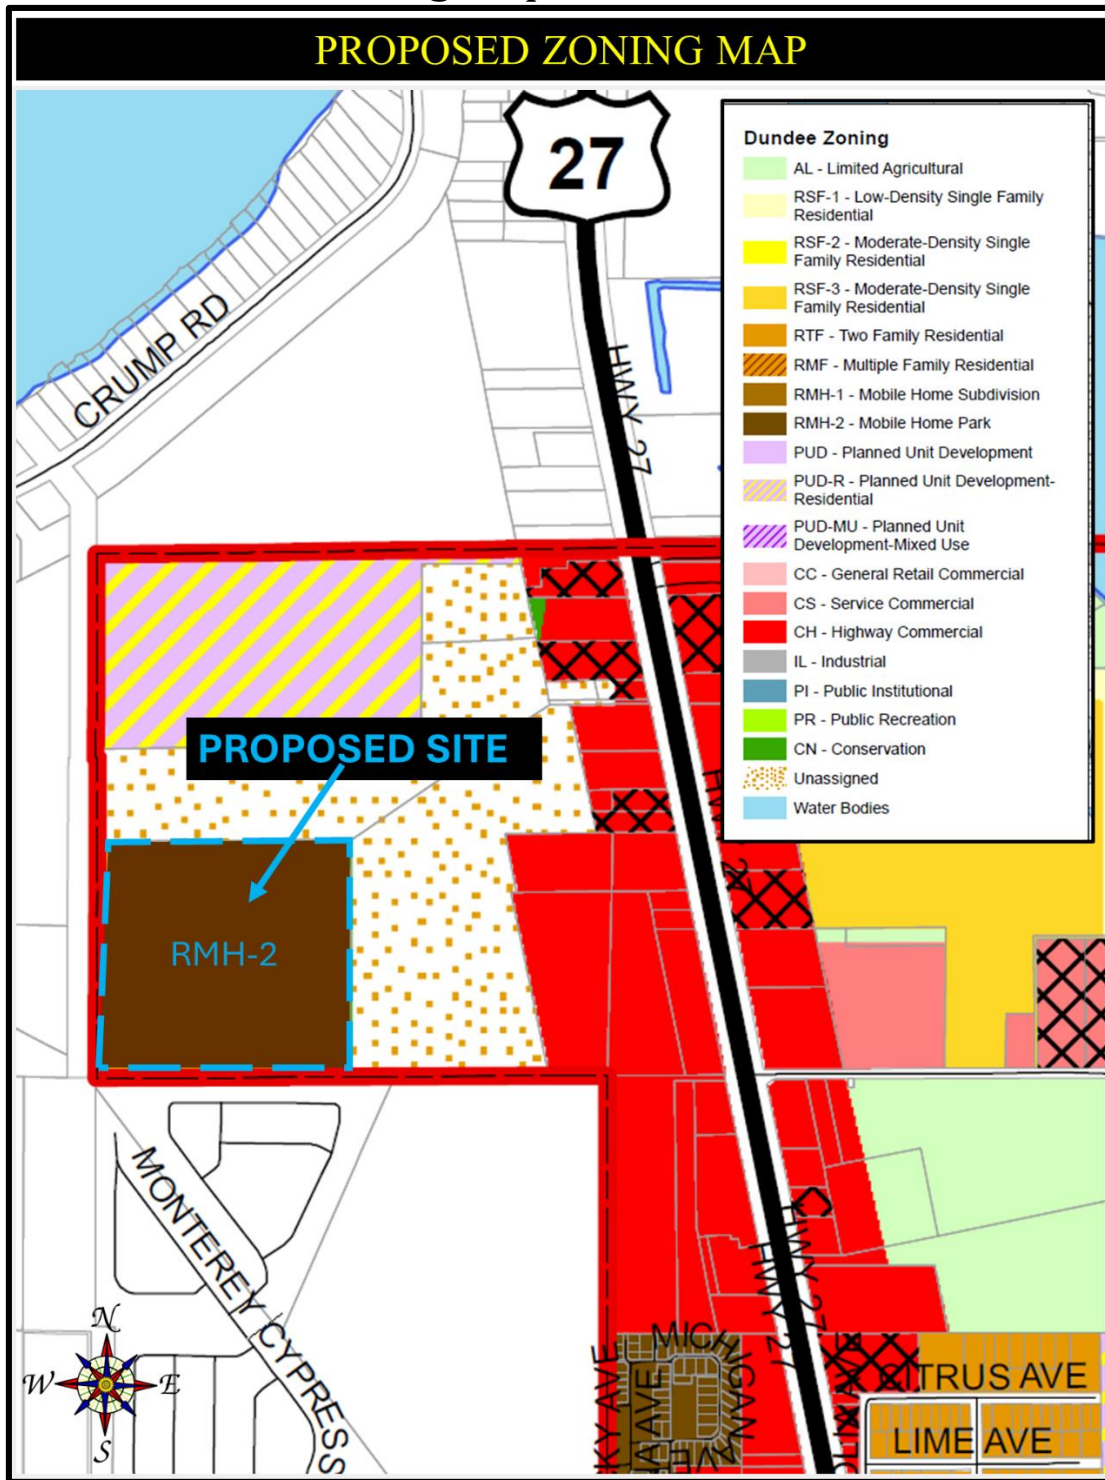 PROPOSED ZONING MAP
27
Dundee Zoning
AL - Limited Agricultural
RSF-1 - Low-Density Single Family
Residential
RSF-2 - Moderate-Density Single
Family Residential
RSF-3 - Moderate-Density Single
Family Residential
RTF - Two Family Residential
RMF - Multiple Family Residential
RMH-1 - Mobile Home Subdivision
RMH-2 - Mobile Home Park
PUD - Planned Unit Development
PUD-R - Planned Unit Development-
Residential
PUD-MU - Planned Unit
Development-Mixed Use
CC - General Retail Commercial
CS - Service Commercial
CH - Highway Commercial
IL - Industrial
PI - Public Institutional
PR - Public Recreation
CN - Conservation
Unassigned
Water Bodies
CRUMP RD
HWY 27
PROPOSED SITE
RMH-2
MONTEREY CYPRESS
HWY 27
HWY 27
MICHIGAN
AVE
AVE
CITRUS AVE
LIME AVE
N
W
E
S